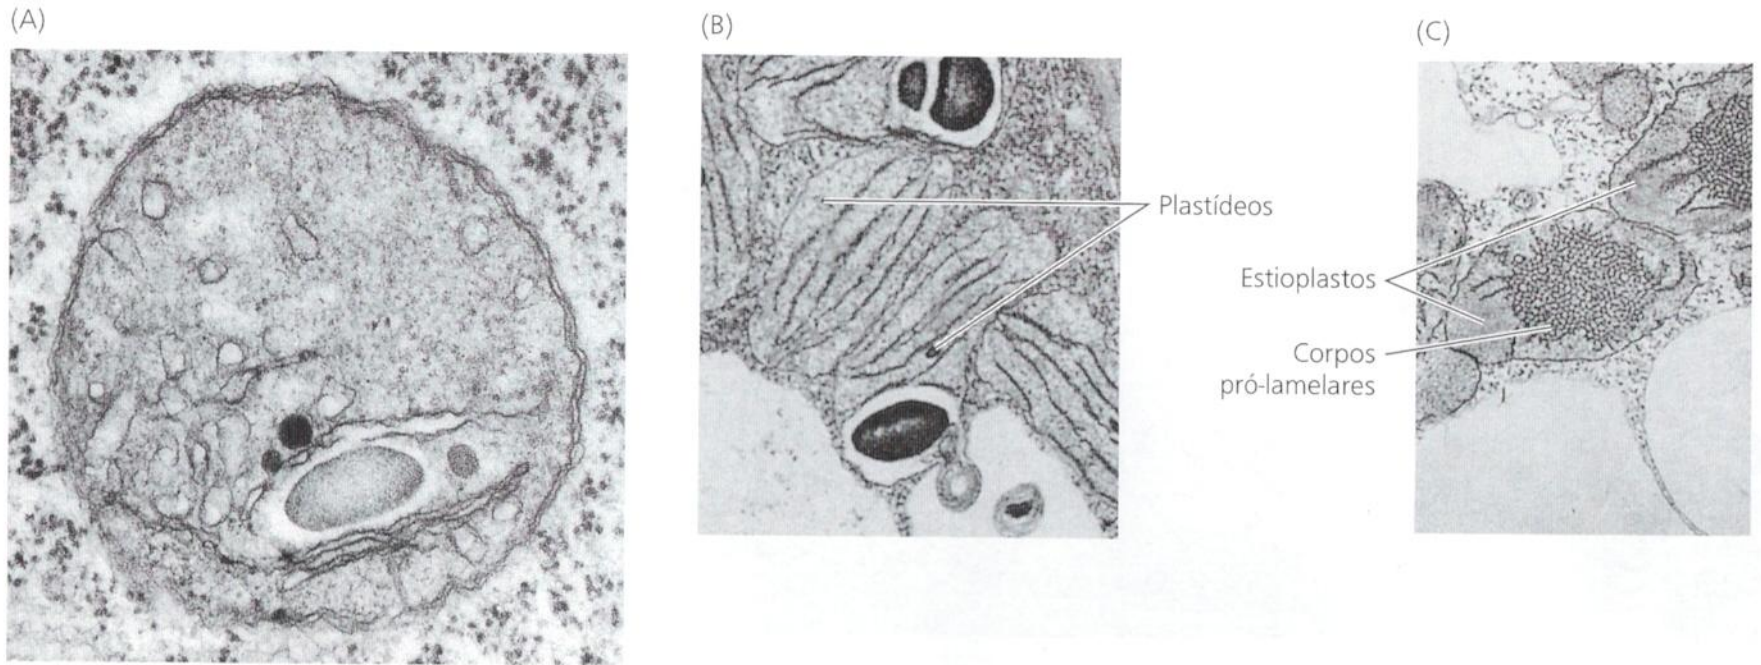 (A)
(B)
(C)
Plastídeos
Estioplastos
Corpos
pró-lamelares